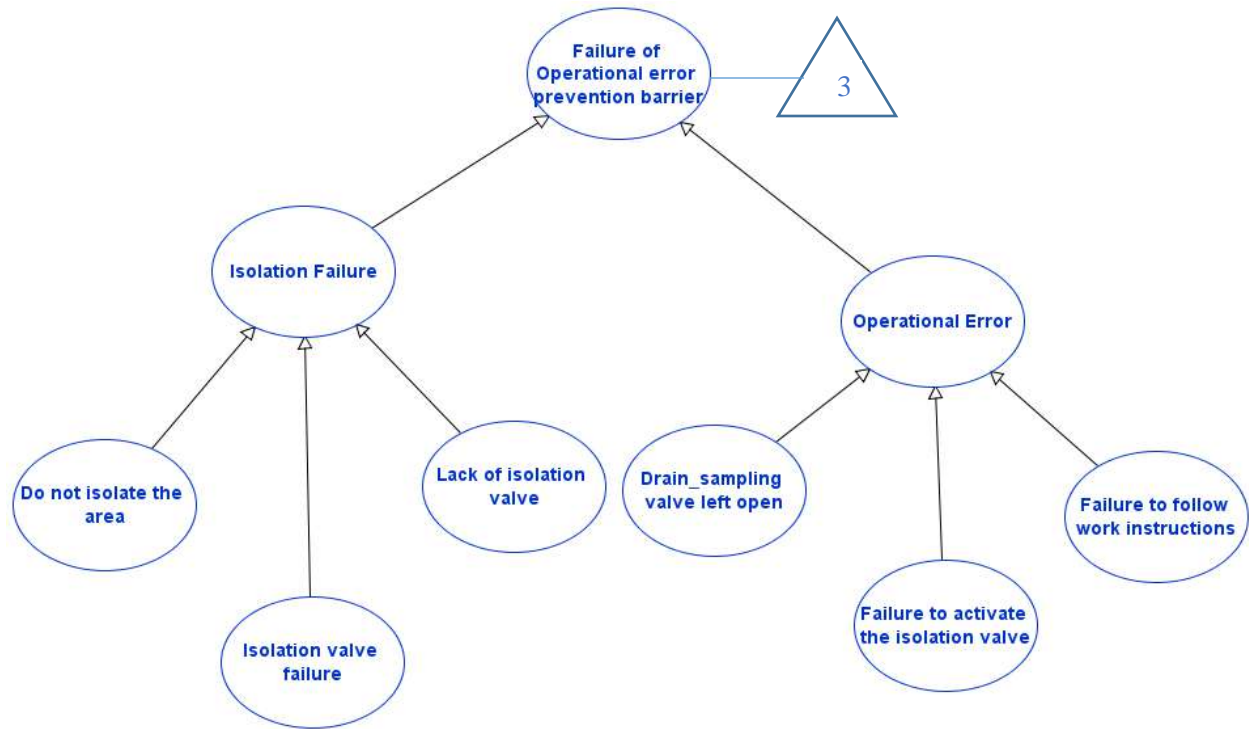 Failure of
Operational error
prevention barrier
3
Isolation Failure
Operational Error
Do not isolate the
area
Lack of isolation
valve
Drain_sampling
valve left open
Failure to follow
work instructions
Isolation valve
failure
Failure to activate
the isolation valve